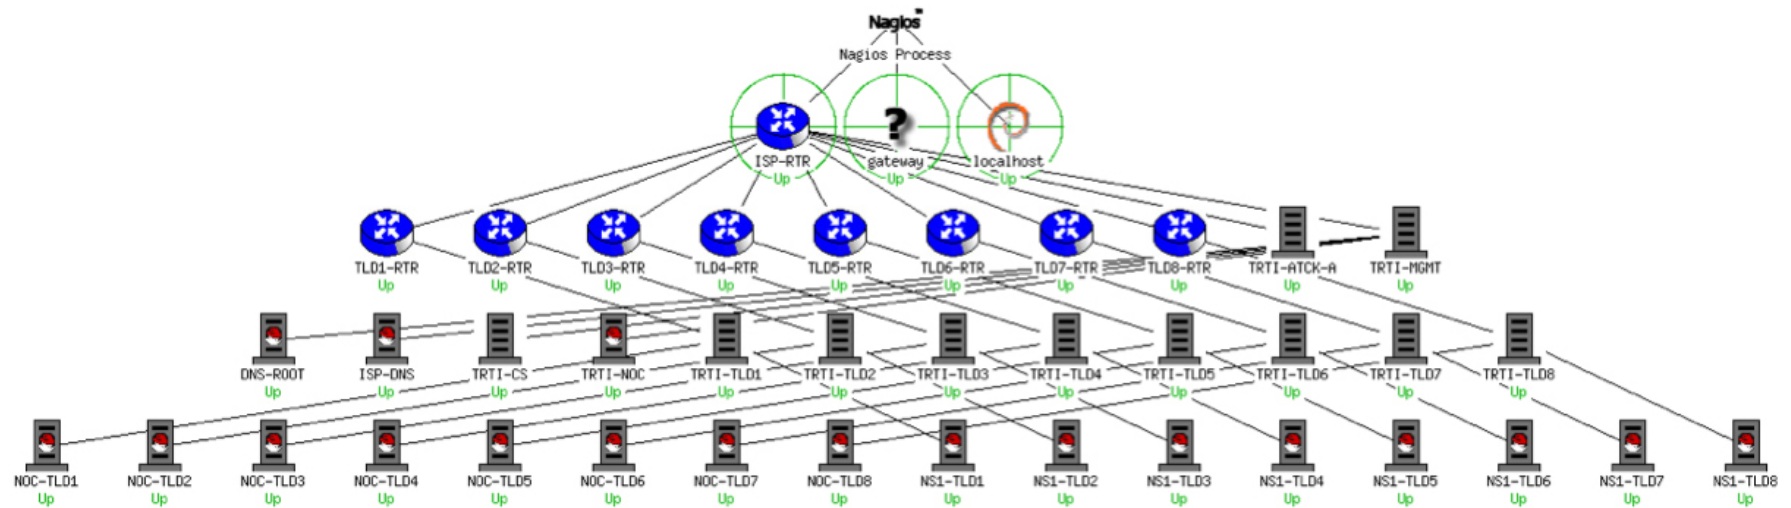 Nagios™
Nagios Process
?
ISP-RTR gateway localhost
Up Up Up
TLD1-RTR TLD2-RTR TLD3-RTR TLD4-RTR TLD5-RTR TLD6-RTR TLD7-RTR TLD8-RTR TRTI-ATCK-A TRTI-MGMT
Up Up Up Up Up Up Up Up Up Up
DNS-ROOT ISP-DNS TRTI-CS TRTI-NOC TRTI-TLD1 TRTI-TLD2 TRTI-TLD3 TRTI-TLD4 TRTI-TLD5 TRTI-TLD6 TRTI-TLD7 TRTI-TLD8
Up Up Up Up Up Up Up Up Up Up Up Up
NOC-TLD1 NOC-TLD2 NOC-TLD3 NOC-TLD4 NOC-TLD5 NOC-TLD6 NOC-TLD7 NOC-TLD8 NS1-TLD1 NS1-TLD2 NS1-TLD3 NS1-TLD4 NS1-TLD5 NS1-TLD6 NS1-TLD7 NS1-TLD8
Up Up Up Up Up Up Up Up Up Up Up Up Up Up Up Up